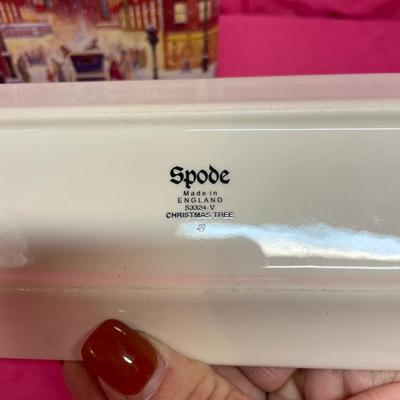 Spode
Made in
ENGLAND
S3324-V
CHRISTMAS TREE